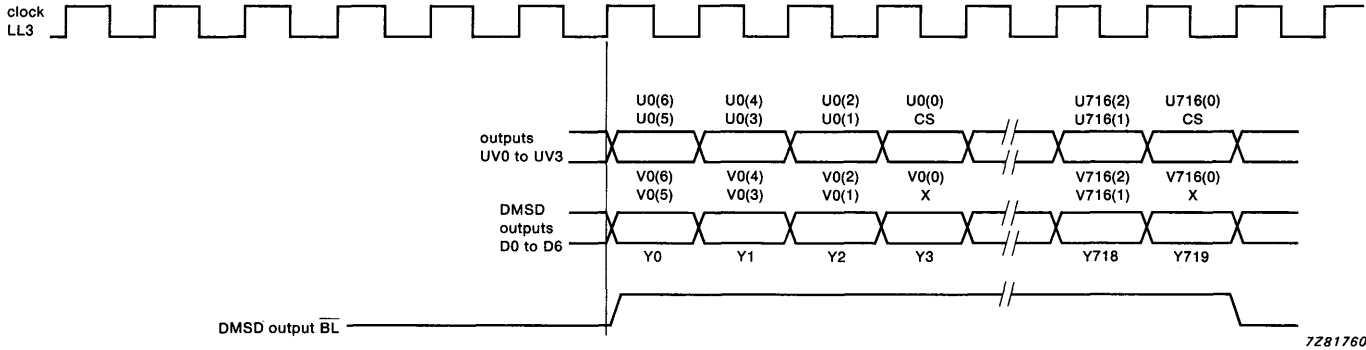 clock
LL3
U0(6) U0(4) U0(2) U0(0) U716(2) U716(0)
U0(5) U0(3) U0(1) CS U716(1) CS
outputs
UV0 to UV3
V0(6) V0(4) V0(2) V0(0) V716(2) V716(0)
V0(5) V0(3) V0(1) X V716(1) X
DMSD
outputs
D0 to D6
Y0 Y1 Y2 Y3 Y718 Y719
DMSD output B̅L̅
7Z81760